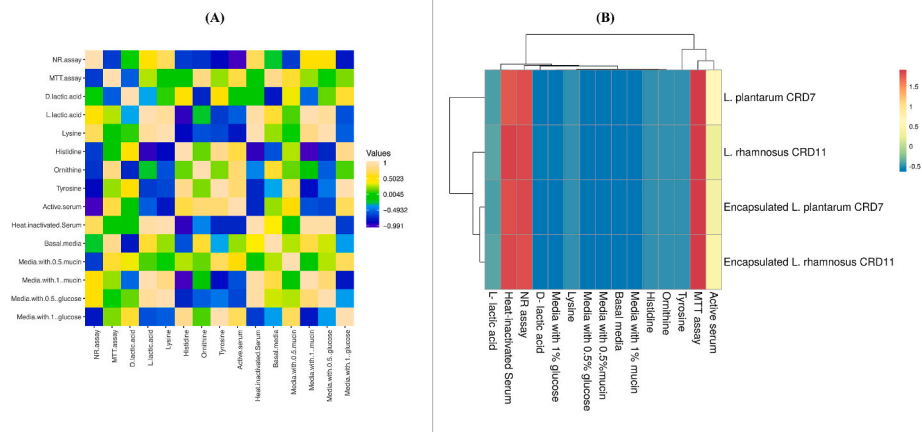 (A)
NR.assay
MTT.assay
D.lactic.acid
L.lactic.acid
Lysine
Histidine
Ornithine
Tyrosine
Active.serum
Heat.inactivated.Serum
Basal.media
Media.with.0.5.mucin
Media.with.1..mucin
Media.with.0.5..glucose
Media.with.1..glucose
NR.assay
MTT.assay
D.lactic.acid
L.lactic.acid
Lysine
Histidine
Ornithine
Tyrosine
Active.serum
Heat.inactivated.Serum
Basal.media
Media.with.0.5.mucin
Media.with.1..mucin
Media.with.0.5..glucose
Media.with.1..glucose
Values
1
0.5023
0.0045
−0.4932
−0.991
(B)
L. plantarum CRD7
L. rhamnosus CRD11
Encapsulated L. plantarum CRD7
Encapsulated L. rhamnosus CRD11
L- lactic acid
Heat-inactivated Serum
NR assay
D- lactic acid
Media with 1% glucose
Lysine
Media with 0.5% glucose
Media with 0.5%mucin
Basal media
Media with 1% mucin
Histidine
Ornithine
Tyrosine
MTT assay
Active serum
1.5
1
0.5
0
-0.5